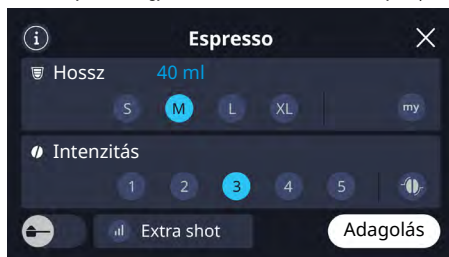 Espresso
Hossz 40 ml
S M L XL my
Intenzitás
1 2 3 4 5
Extra shot Adagolás